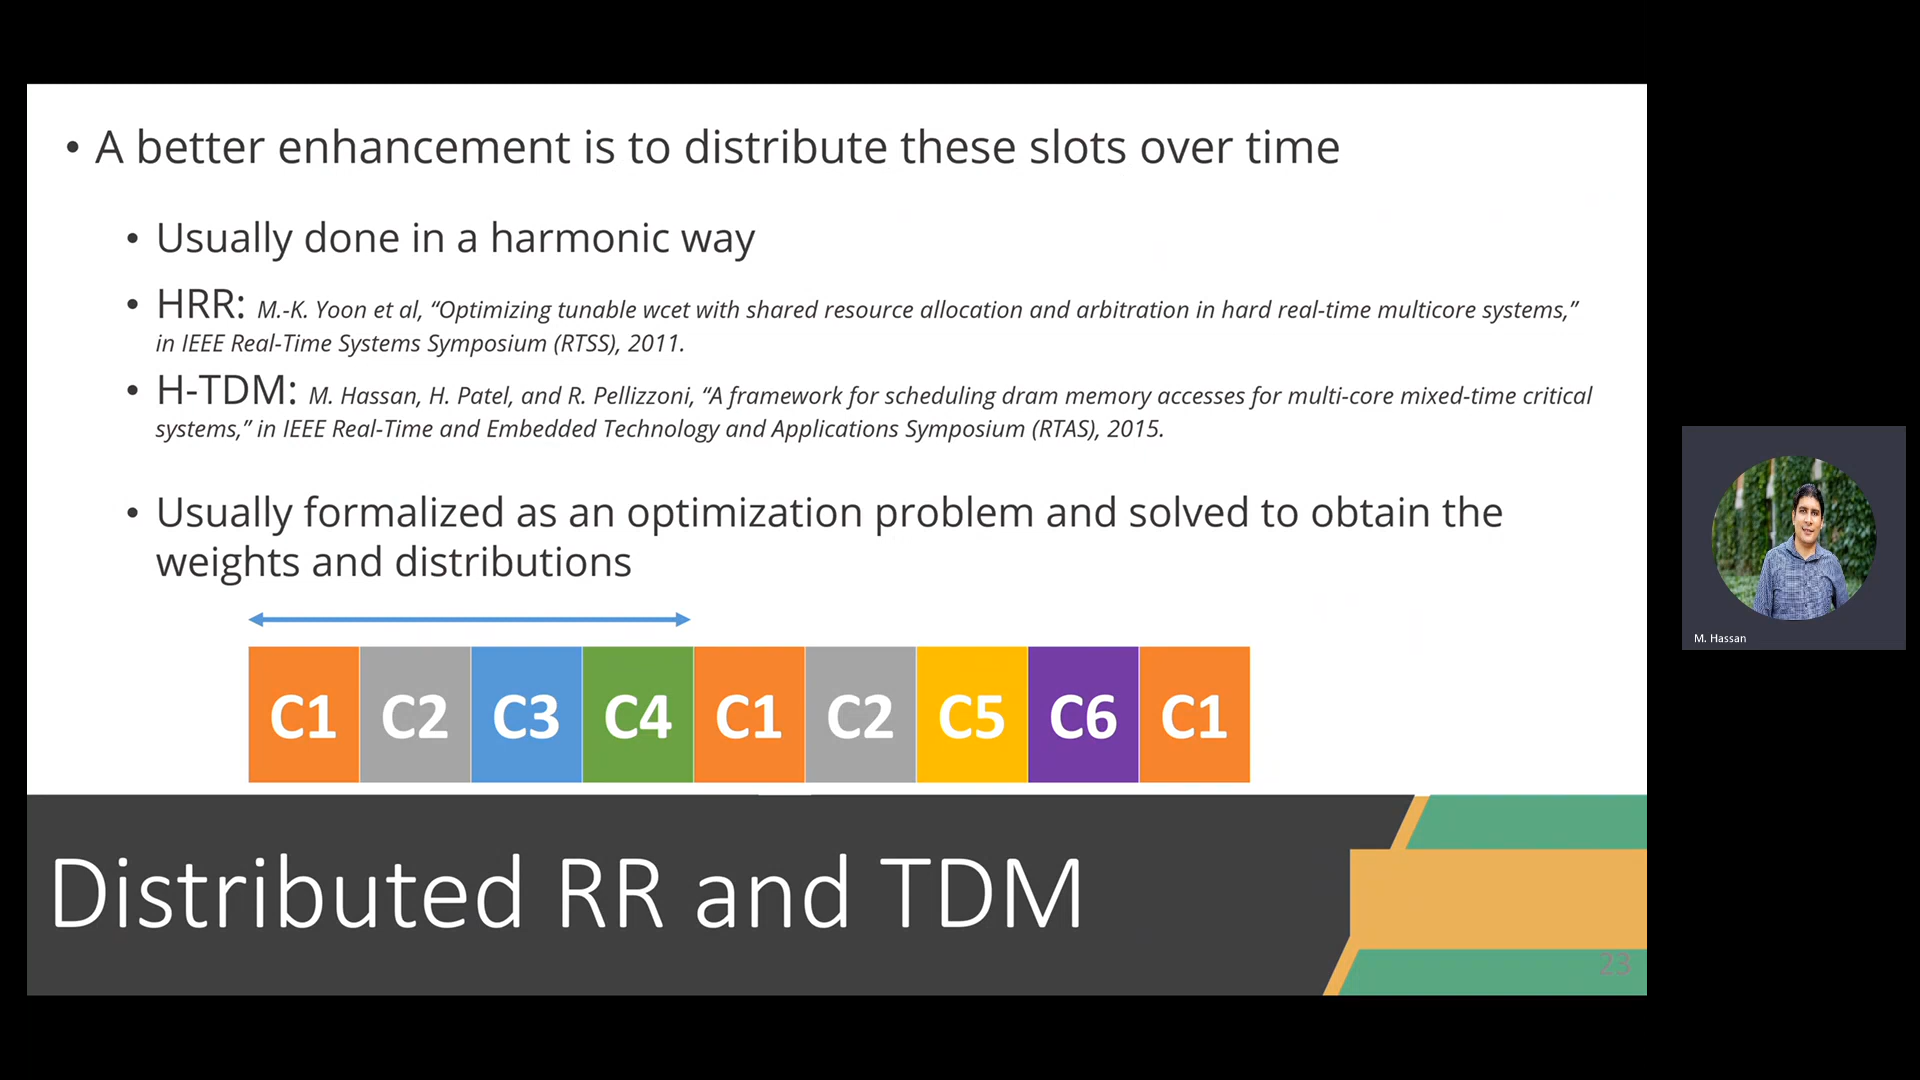 • A better enhancement is to distribute these slots over time
• Usually done in a harmonic way
• HRR: M.-K. Yoon et al, “Optimizing tunable wcet with shared resource allocation and arbitration in hard real-time multicore systems,”
in IEEE Real-Time Systems Symposium (RTSS), 2011.
• H-TDM: M. Hassan, H. Patel, and R. Pellizzoni, “A framework for scheduling dram memory accesses for multi-core mixed-time critical
systems,” in IEEE Real-Time and Embedded Technology and Applications Symposium (RTAS), 2015.
• Usually formalized as an optimization problem and solved to obtain the
weights and distributions
C1 C2 C3 C4 C1 C2 C5 C6 C1
Distributed RR and TDM
23
M. Hassan